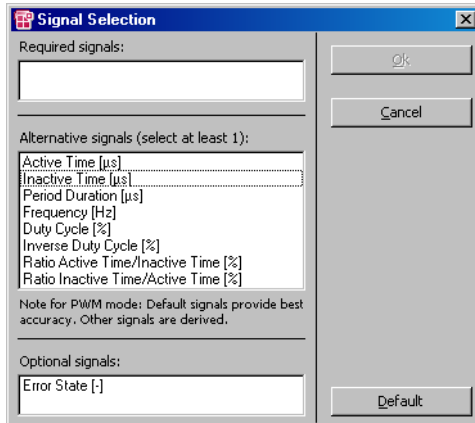 Signal Selection
Required signals:
Ok
Cancel
Alternative signals (select at least 1):
Active Time [µs]
Inactive Time [µs]
Period Duration [µs]
Frequency [Hz]
Duty Cycle [%]
Inverse Duty Cycle [%]
Ratio Active Time/Inactive Time [%]
Ratio Inactive Time/Active Time [%]
Note for PWM mode: Default signals provide best
accuracy. Other signals are derived.
Optional signals:
Error State [-]
Default